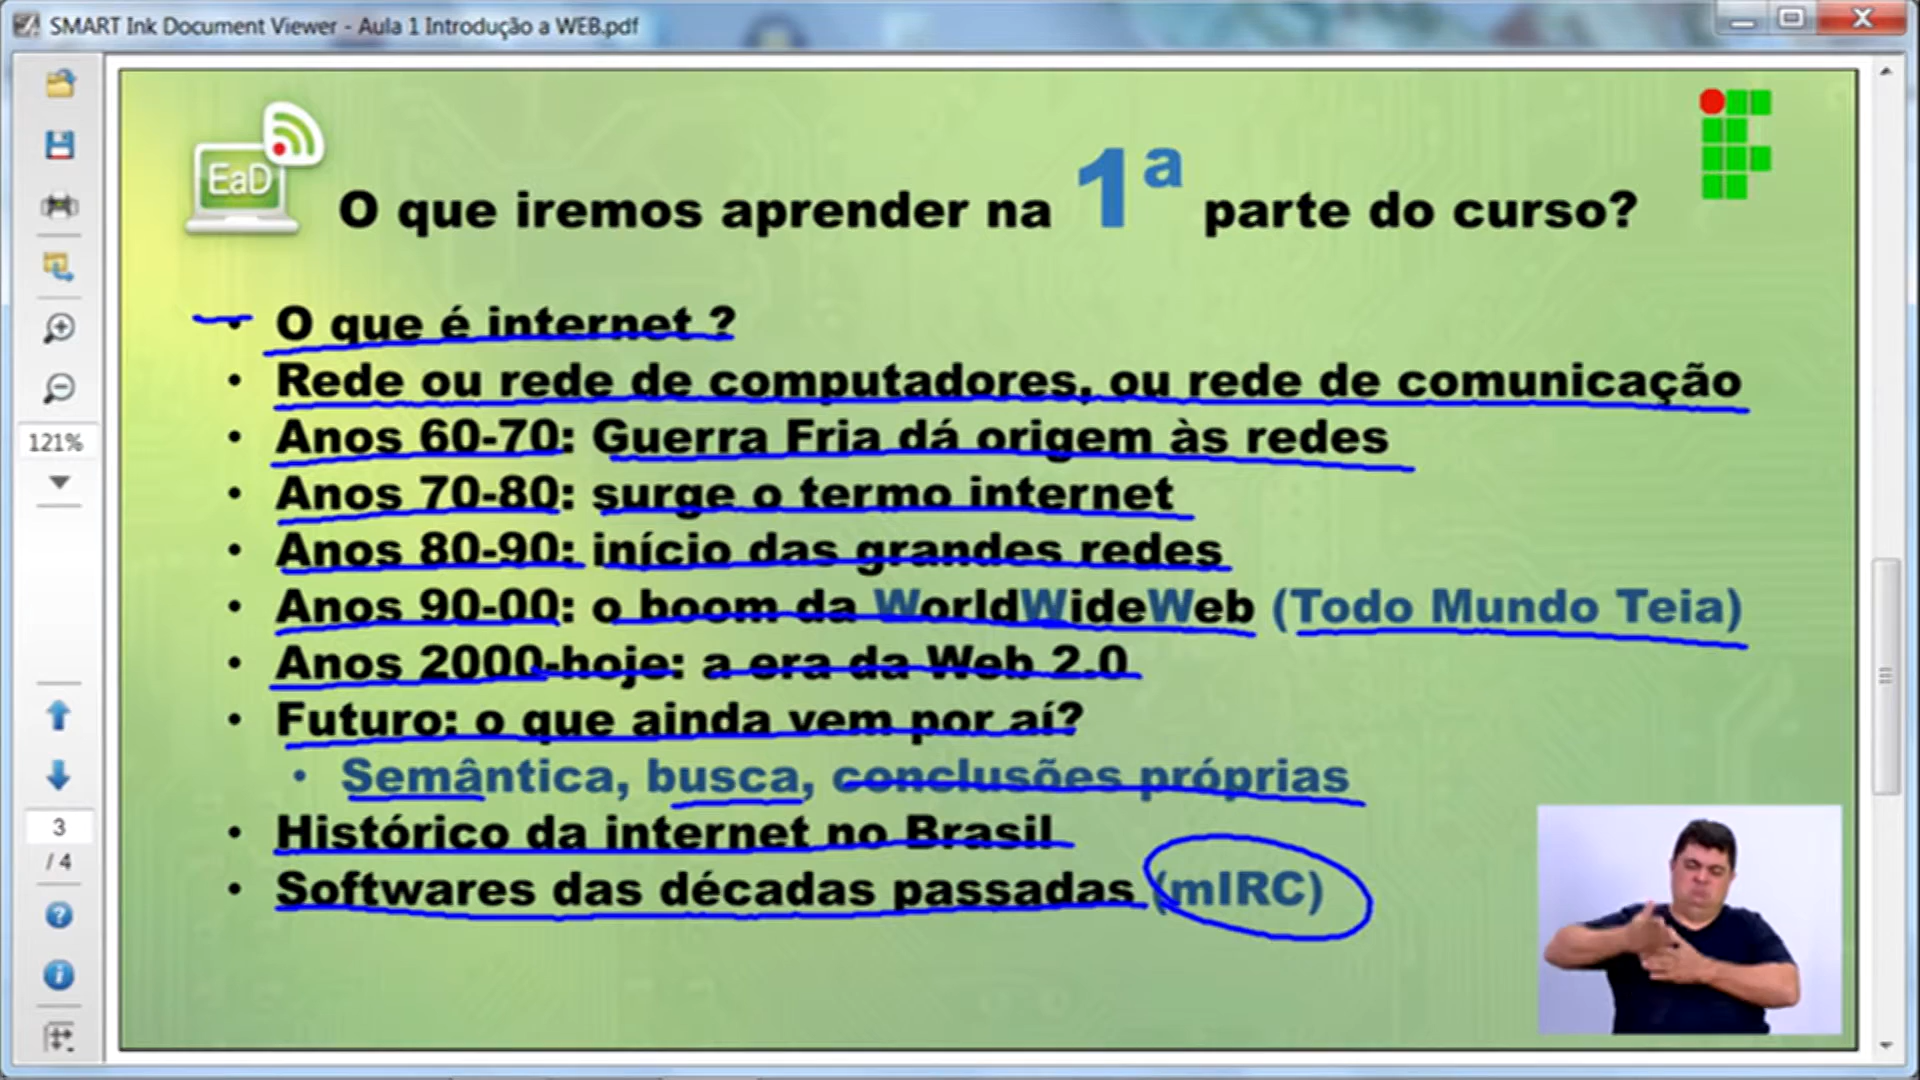 SMART Ink Document Viewer - Aula 1 Introdução a WEB.pdf
EaD
O que iremos aprender na 1ª parte do curso?
• O que é internet ?
• Rede ou rede de computadores, ou rede de comunicação
• Anos 60-70: Guerra Fria dá origem às redes
• Anos 70-80: surge o termo internet
• Anos 80-90: início das grandes redes
• Anos 90-00: o boom da WorldWideWeb (Todo Mundo Teia)
• Anos 2000-hoje: a era da Web 2.0
• Futuro: o que ainda vem por aí?
• Semântica, busca, conclusões próprias
• Histórico da internet no Brasil
• Softwares das décadas passadas (mIRC)
121%
3
/ 4